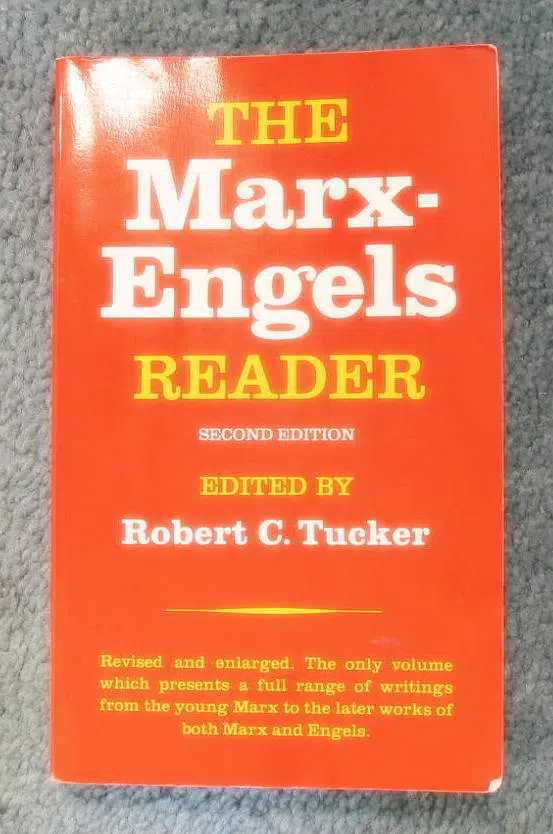 THE
Marx-
Engels
READER
SECOND EDITION
EDITED BY
Robert C. Tucker
Revised and enlarged. The only volume
which presents a full range of writings
from the young Marx to the later works of
both Marx and Engels.